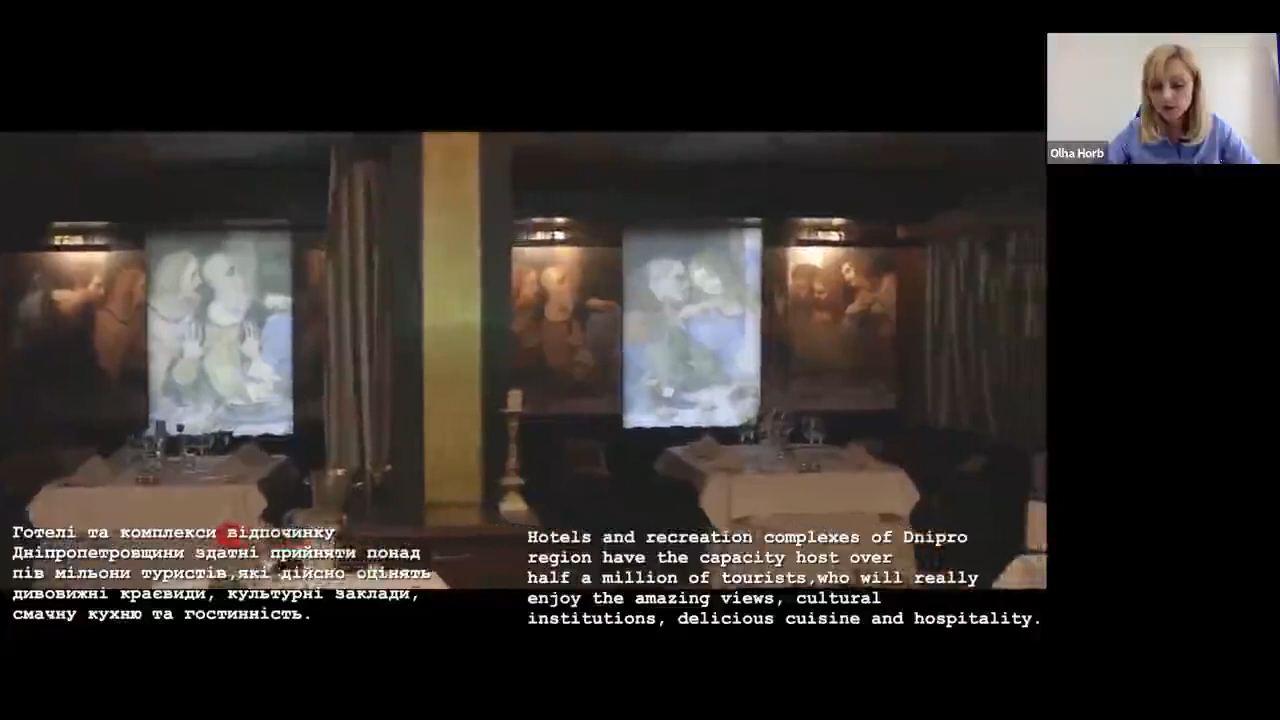 Olha Horb
Готелі та комплекси відпочинку
Дніпропетровщини здатні прийняти понад
пів мільони туристів,які дійсно оцінять
дивовижні краєвиди, культурні заклади,
смачну кухню та гостинність.
Hotels and recreation complexes of Dnipro
region have the capacity host over
half a million of tourists,who will really
enjoy the amazing views, cultural
institutions, delicious cuisine and hospitality.